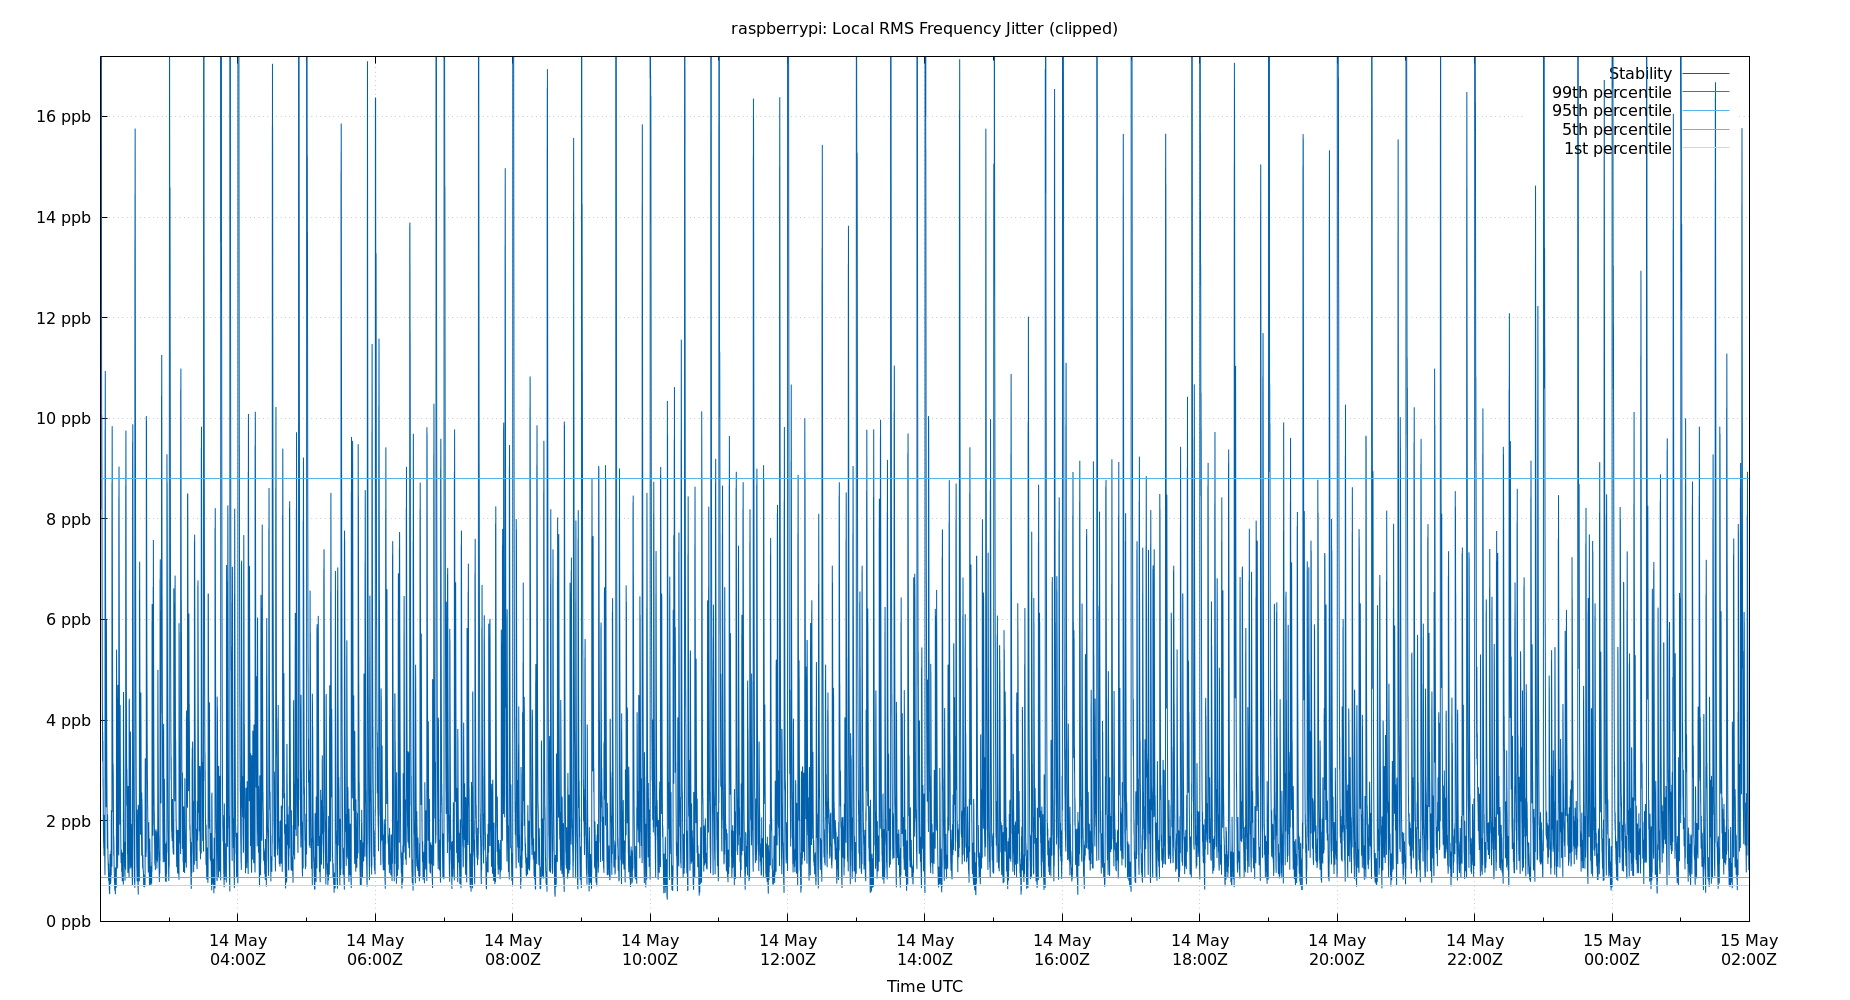 raspberrypi: Local RMS Frequency Jitter (clipped)
Stability
99th percentile
95th percentile
5th percentile
1st percentile
16 ppb
14 ppb
12 ppb
10 ppb
8 ppb
6 ppb
4 ppb
2 ppb
0 ppb
14 May 14 May 14 May 14 May 14 May 14 May 14 May 14 May 14 May 14 May 15 May 15 May
04:00Z 06:00Z 08:00Z 10:00Z 12:00Z 14:00Z 16:00Z 18:00Z 20:00Z 22:00Z 00:00Z 02:00Z
Time UTC